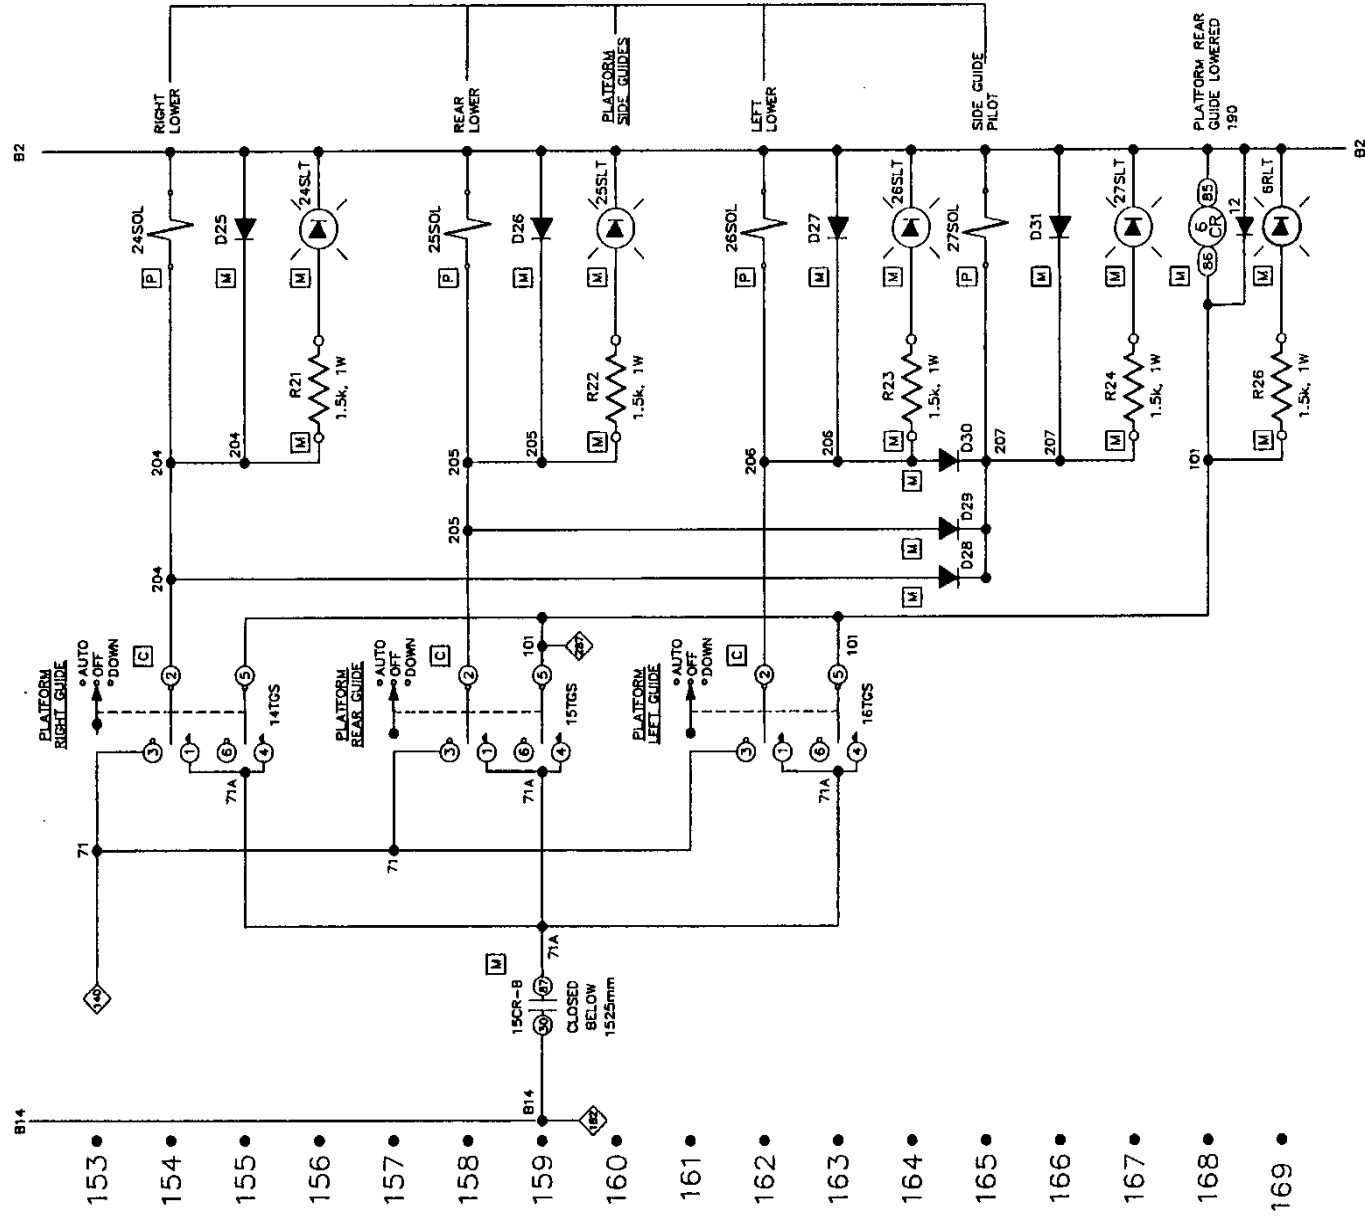 B14
B2
153
140
71
PLATFORM
RIGHT GUIDE
AUTO
OFF
DOWN
154
3
2
C
204
204
P
24SOL
RIGHT
LOWER
155
71A
1
6
4
5
14TGS
204
M
D25
156
M
R21
1.5k, 1W
M
24SLT
157
71
PLATFORM
REAR GUIDE
AUTO
OFF
DOWN
158
3
2
C
205
205
P
25SOL
REAR
LOWER
159
B14
182
15CR-B
30
87
M
CLOSED
BELOW
1525mm
71A
71A
1
6
4
5
15TGS
101
287
205
M
D26
160
M
R22
1.5k, 1W
M
25SLT
PLATFORM
SIDE GUIDES
161
PLATFORM
LEFT GUIDE
AUTO
OFF
DOWN
162
3
2
C
206
P
26SOL
LEFT
LOWER
163
71A
1
6
4
5
16TGS
101
206
M
D27
164
M
M
M
M
R23
1.5k, 1W
M
26SLT
165
D28
D29
D30
207
P
27SOL
SIDE GUIDE
PILOT
166
207
M
D31
167
M
R24
1.5k, 1W
M
27SLT
168
101
M
86
6
CR
85
12
PLATFORM REAR
GUIDE LOWERED
190
169
M
R26
1.5k, 1W
M
6RLT
B2